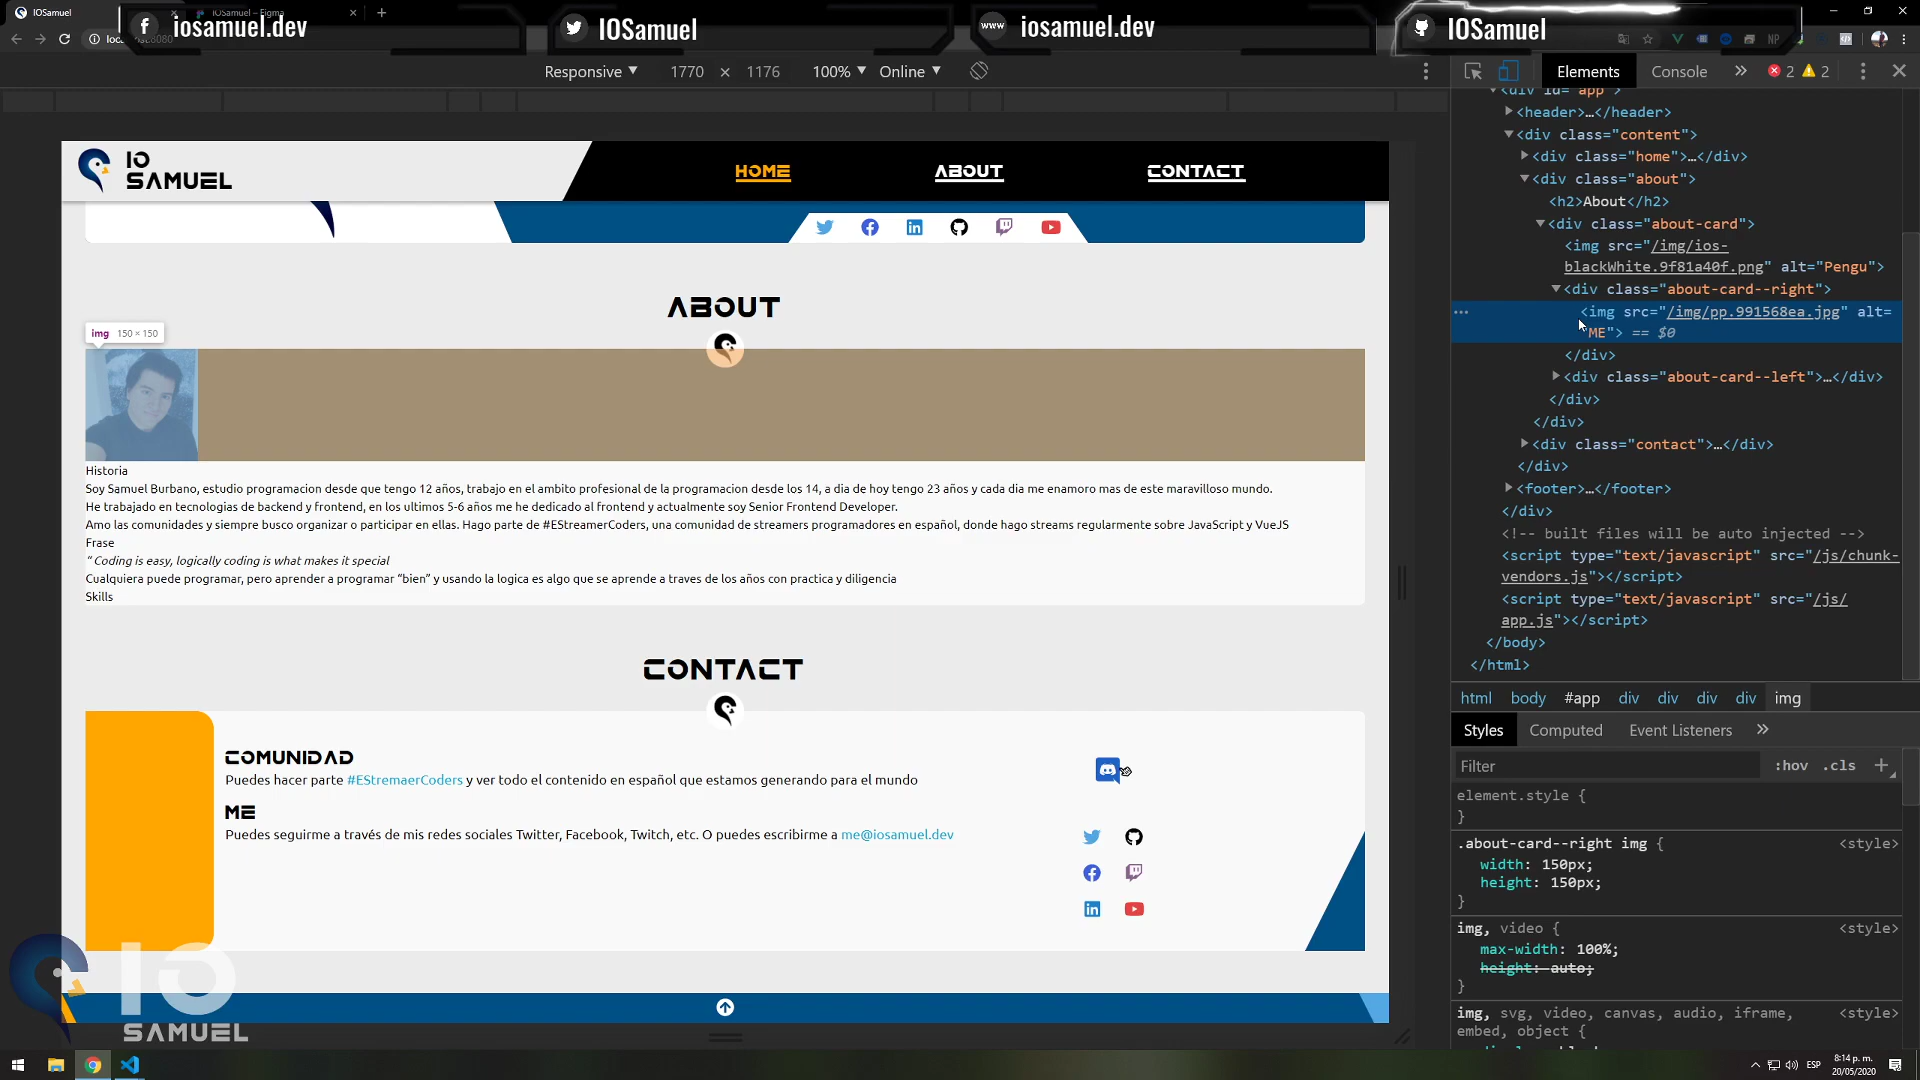 IOSamuel
IOSamuel – Figma
iosamuel.dev
IOSamuel
www
iosamuel.dev
IOSamuel
Responsive
1770
×
1176
100%
Online
Elements
Console
2
2
IO
SAMUEL
HOME
ABOUT
CONTACT
ABOUT
img 150 × 150
Historia
Soy Samuel Burbano, estudio programacion desde que tengo 12 años, trabajo en el ambito profesional de la programacion desde los 14, a dia de hoy tengo 23 años y cada dia me enamoro mas de este maravilloso mundo.
He trabajado en tecnologias de backend y frontend, en los ultimos 5-6 años me he dedicado al frontend y actualmente soy Senior Frontend Developer.
Amo las comunidades y siempre busco organizar o participar en ellas. Hago parte de #EStreamerCoders, una comunidad de streamers programadores en español, donde hago streams regularmente sobre JavaScript y VueJS
Frase
“ Coding is easy, logically coding is what makes it special
Cualquiera puede programar, pero aprender a programar “bien” y usando la logica es algo que se aprende a traves de los años con practica y diligencia
Skills
CONTACT
COMUNIDAD
Puedes hacer parte #EStremaerCoders y ver todo el contenido en español que estamos generando para el mundo
ME
Puedes seguirme a través de mis redes sociales Twitter, Facebook, Twitch, etc. O puedes escribirme a me@iosamuel.dev
IO
SAMUEL
<div id="app">
<header>…</header>
<div class="content">
<div class="home">…</div>
<div class="about">
<h2>About</h2>
<div class="about-card">
<img src="/img/ios-
blackWhite.9f81a40f.png" alt="Pengu">
<div class="about-card--right">
<img src="/img/pp.991568ea.jpg" alt=
"ME"> == $0
</div>
<div class="about-card--left">…</div>
</div>
</div>
<div class="contact">…</div>
</div>
<footer>…</footer>
</div>
<!-- built files will be auto injected -->
<script type="text/javascript" src="/js/chunk-
vendors.js"></script>
<script type="text/javascript" src="/js/
app.js"></script>
</body>
</html>
html body #app div div div div img
Styles
Computed
Event Listeners
Filter
:hov .cls
element.style {
}
.about-card--right img { <style>
width: 150px;
height: 150px;
}
img, video { <style>
max-width: 100%;
height: auto;
}
img, svg, video, canvas, audio, iframe, <style>
embed, object {
ESP
8:14 p. m.
20/05/2020